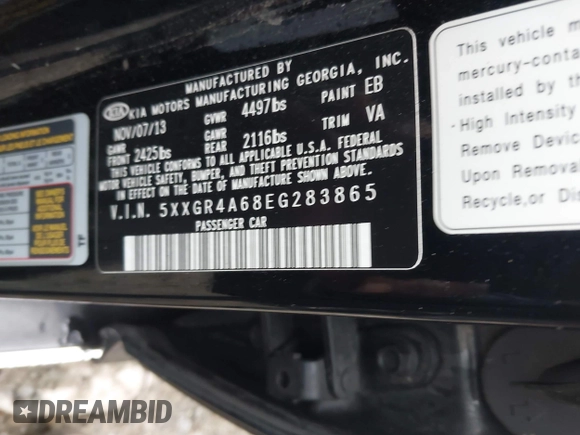 MANUFACTURED BY
KIA KIA MOTORS MANUFACTURING GEORGIA, INC.
NOV/07/13 GVWR 4497lbs PAINT EB
GAWR FRONT 2425lbs GAWR REAR 2116lbs TRIM VA
THIS VEHICLE CONFORMS TO ALL APPLICABLE U.S.A. FEDERAL
MOTOR VEHICLE SAFETY, BUMPER, AND THEFT PREVENTION STANDARDS
IN EFFECT ON THE DATE OF MANUFACTURE SHOWN ABOVE.
V.I.N. 5XXGR4A68EG283865
PASSENGER CAR
TF
This vehicle m
mercury-conta
installed by th
- High Intensity
Remove Devic
Upon Removal
Recycle,or Di
DREAMBID